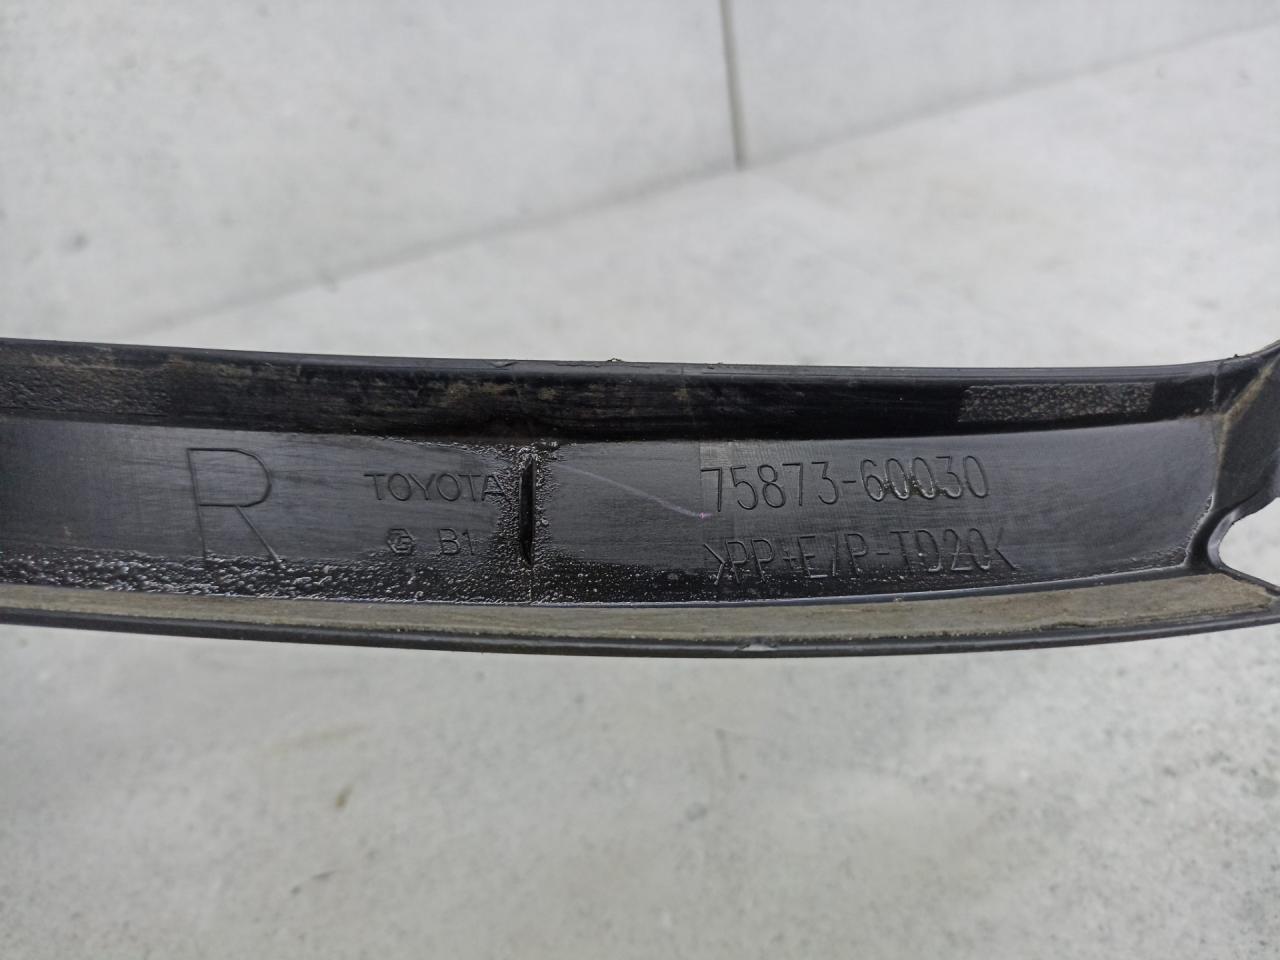 R
TOYOTA
B1
75873-60030
>PP+E/P-TD20<